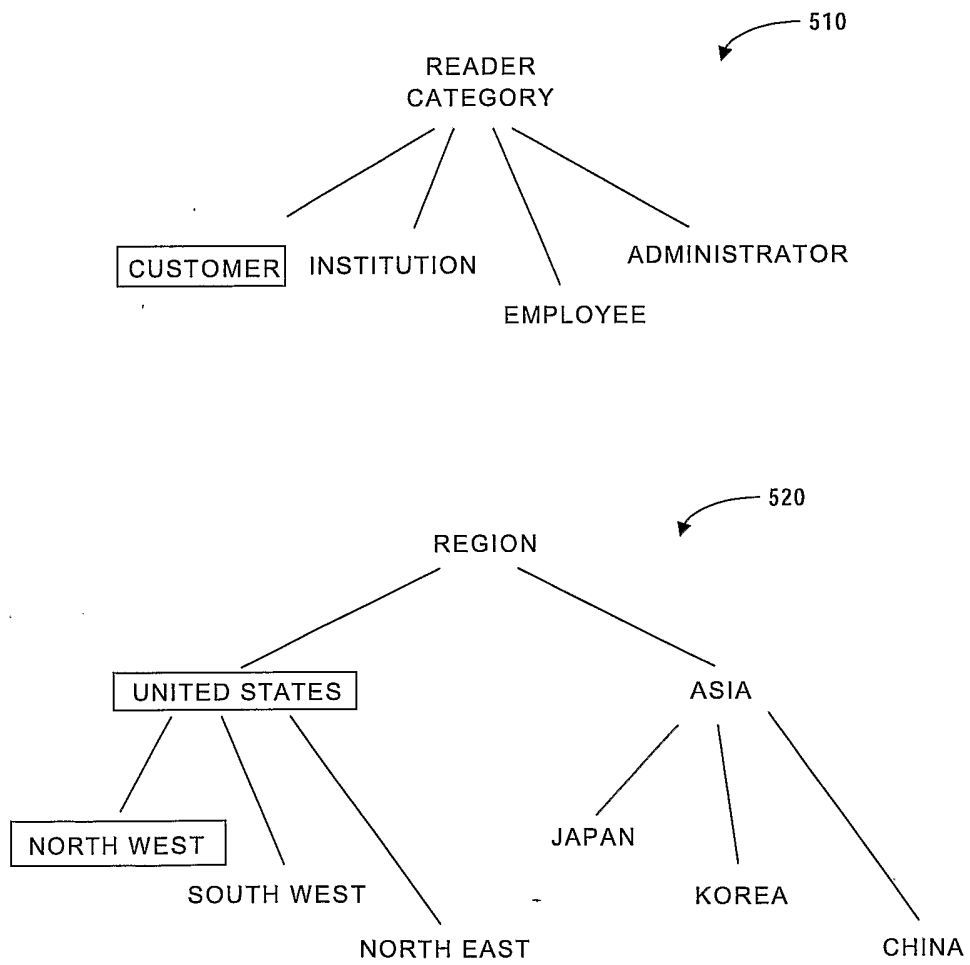 510
READER
CATEGORY
CUSTOMER
INSTITUTION
ADMINISTRATOR
EMPLOYEE
520
REGION
UNITED STATES
ASIA
JAPAN
NORTH WEST
SOUTH WEST
KOREA
NORTH EAST
CHINA